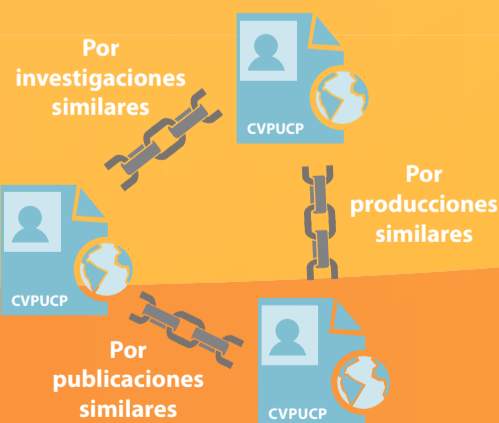 Por
investigaciones
similares
CVPUCP
Por
producciones
similares
CVPUCP
Por
publicaciones
similares
CVPUCP